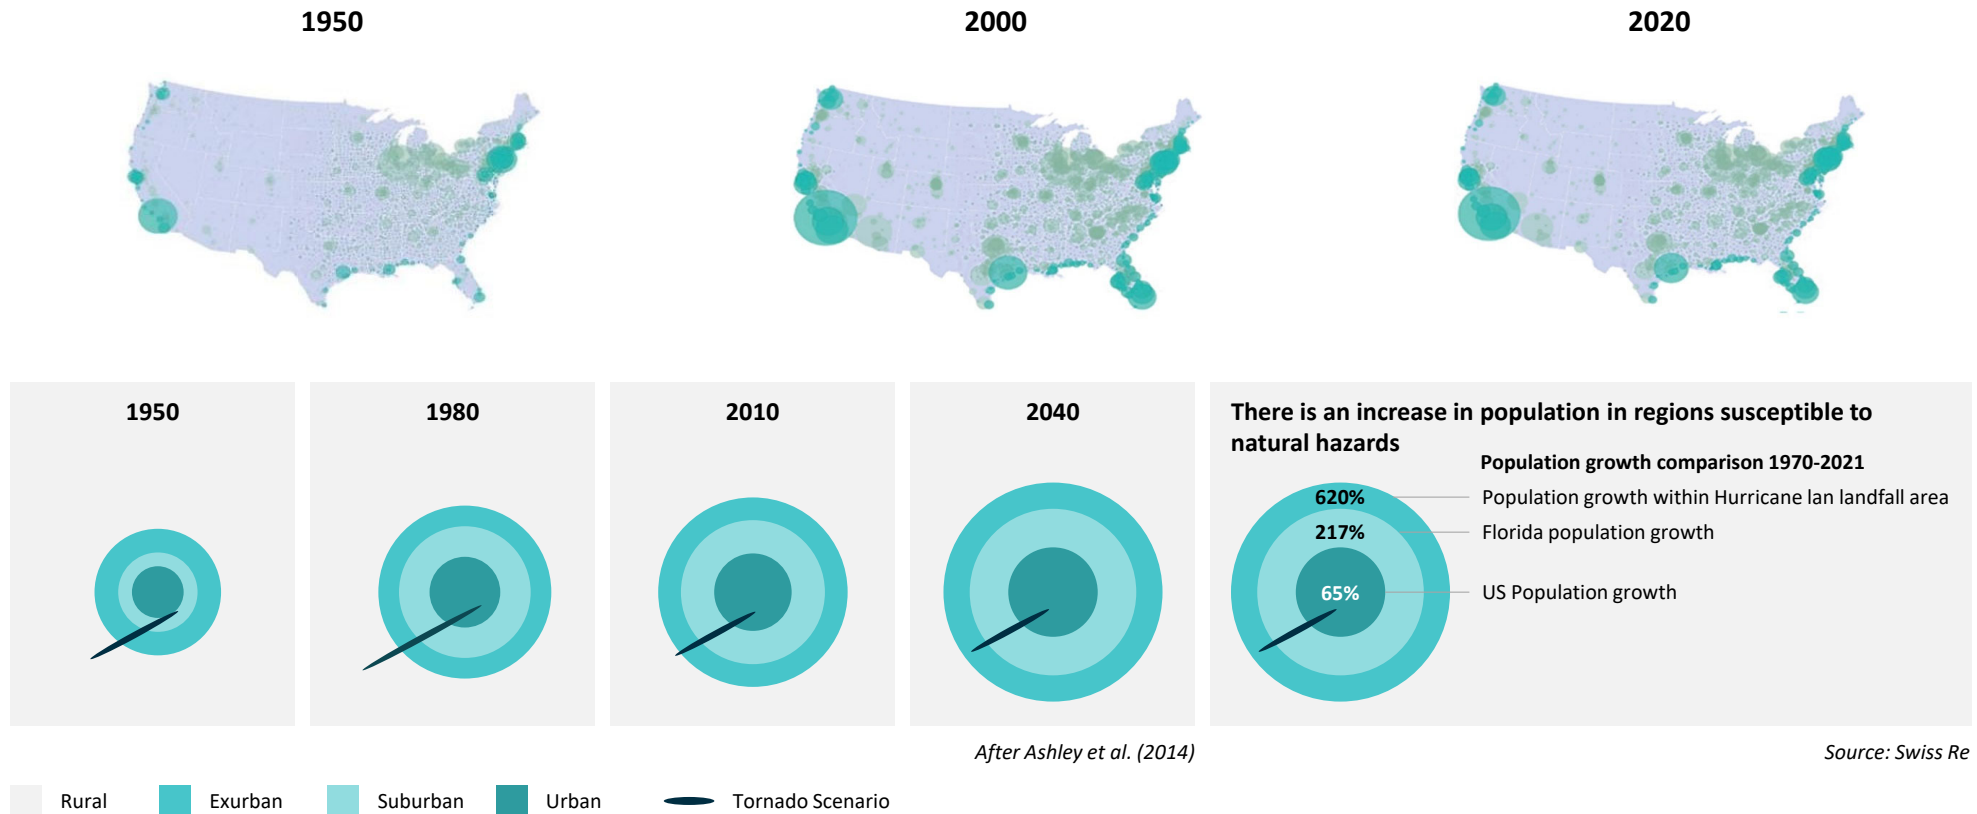 1950
2000
2020
1950
1980
2010
2040
There is an increase in population in regions susceptible to
natural hazards
Population growth comparison 1970-2021
620%
Population growth within Hurricane lan landfall area
217%
Florida population growth
65%
US Population growth
After Ashley et al. (2014)
Source: Swiss Re
Rural
Exurban
Suburban
Urban
Tornado Scenario